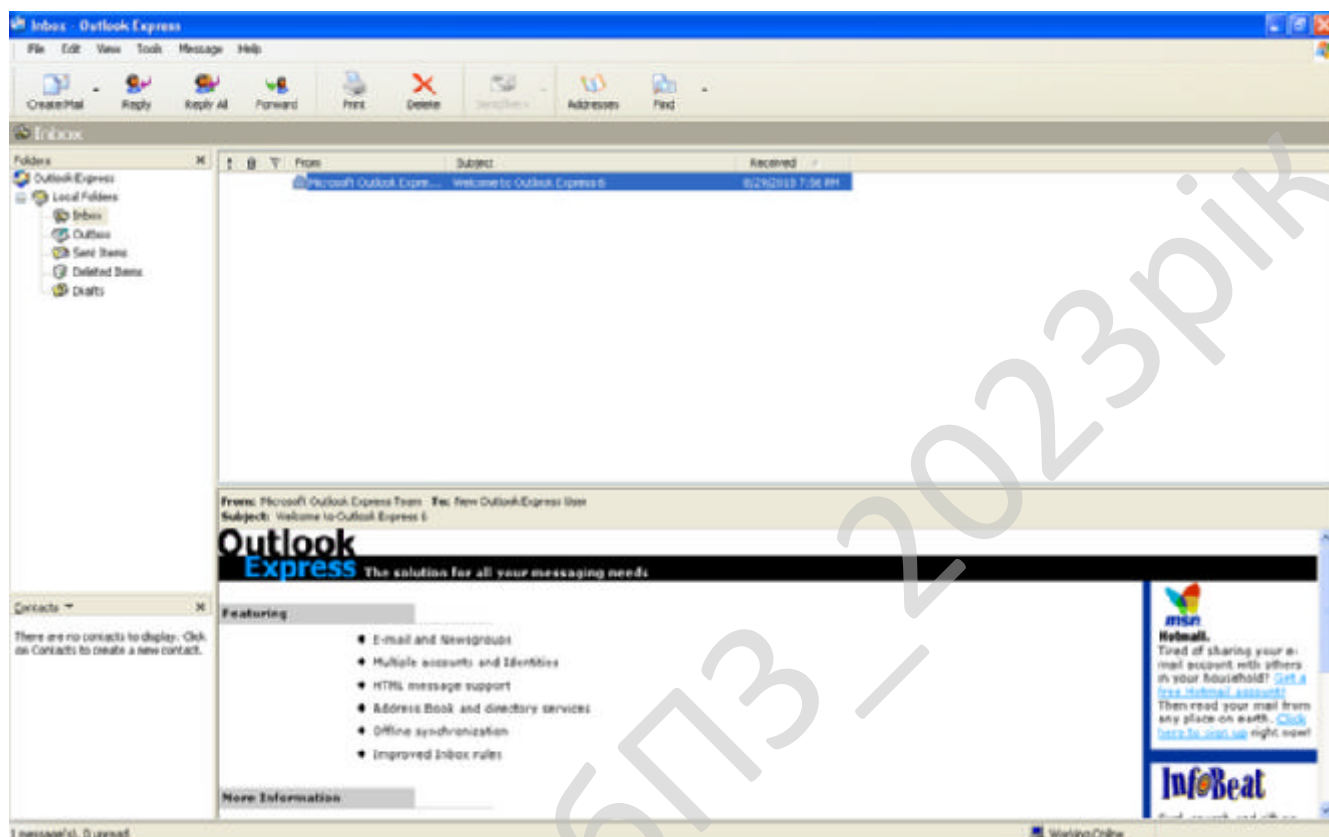 Inbox - Outlook Express
File Edit View Tools Message Help
Create Mail Reply Reply All Forward Print Delete Addresses Find
Inbox
Folders
From Subject Received
Outlook Express
Microsoft Outlook Expre... Welcome to Outlook Express 6
Local Folders
Inbox
Outbox
Sent Items
Deleted Items
Drafts
From: Microsoft Outlook Express Team To: New Outlook Express User
Subject: Welcome to Outlook Express 6
Outlook
Express The solution for all your messaging needs
Contacts
There are no contacts to display. Click
on Contacts to create a new contact.
Featuring
E-mail and Newsgroups
Multiple accounts and Identities
HTML message support
Address Book and directory services
Offline synchronization
Improved Inbox rules
More Information
msn
Hotmail.
Tired of sharing your e-
mail account with others
in your household? Get a
free Hotmail account!
Then read your mail from
any place on earth. Click
here to sign up right now!
InfoBeat
1 message(s), 0 unread
Working Online
6ПЗ_2023рік